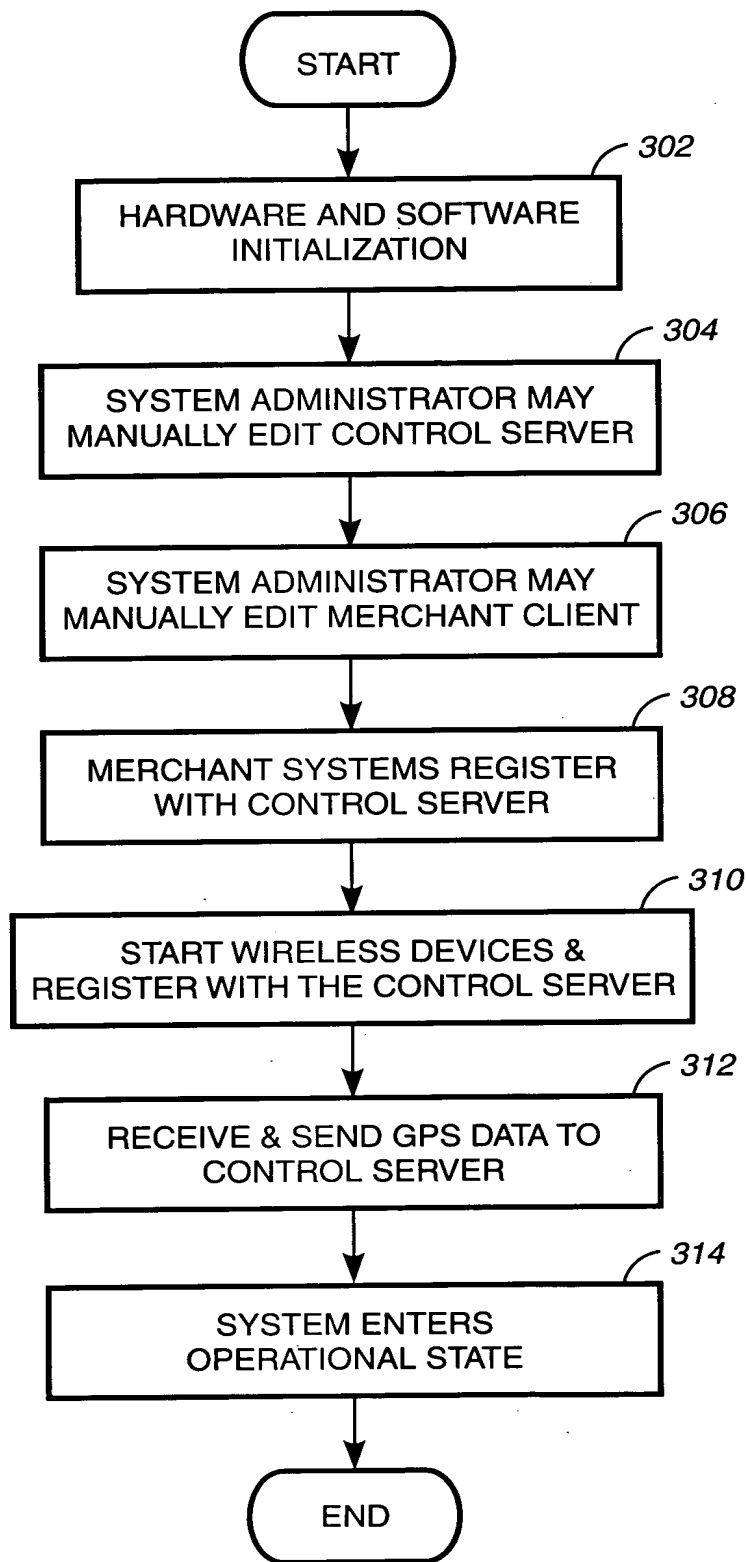 START
302
HARDWARE AND SOFTWARE
INITIALIZATION
304
SYSTEM ADMINISTRATOR MAY
MANUALLY EDIT CONTROL SERVER
306
SYSTEM ADMINISTRATOR MAY
MANUALLY EDIT MERCHANT CLIENT
308
MERCHANT SYSTEMS REGISTER
WITH CONTROL SERVER
310
START WIRELESS DEVICES &
REGISTER WITH THE CONTROL SERVER
312
RECEIVE & SEND GPS DATA TO
CONTROL SERVER
314
SYSTEM ENTERS
OPERATIONAL STATE
END